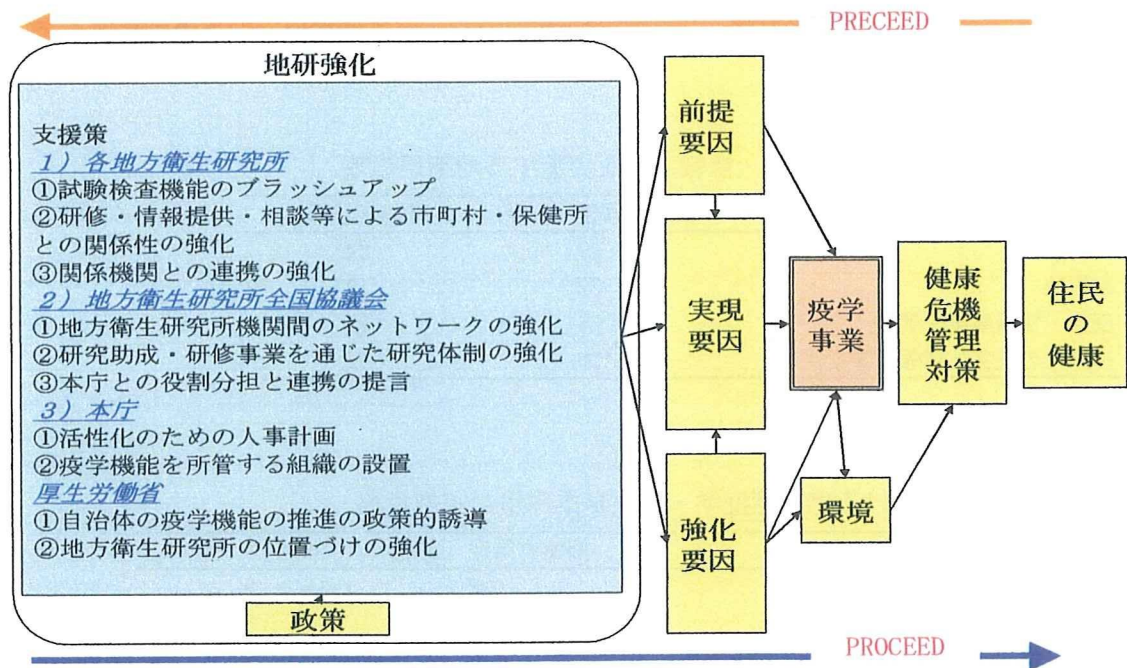 PRECEED
地研強化
支援策
1）各地方衛生研究所
①試験検査機能のブラッシュアップ
②研修・情報提供・相談等による市町村・保健所
との関係性の強化
③関係機関との連携の強化
2）地方衛生研究所全国協議会
①地方衛生研究所機関間のネットワークの強化
②研究助成・研修事業を通じた研究体制の強化
③本庁との役割分担と連携の提言
3）本庁
①活性化のための人事計画
②疫学機能を所管する組織の設置
厚生労働省
①自治体の疫学機能の推進の政策的誘導
②地方衛生研究所の位置づけの強化
政策
前提
要因
実現
要因
強化
要因
疫学
事業
環境
健康
危機
管理
対策
住民
の
健康
PROCEED